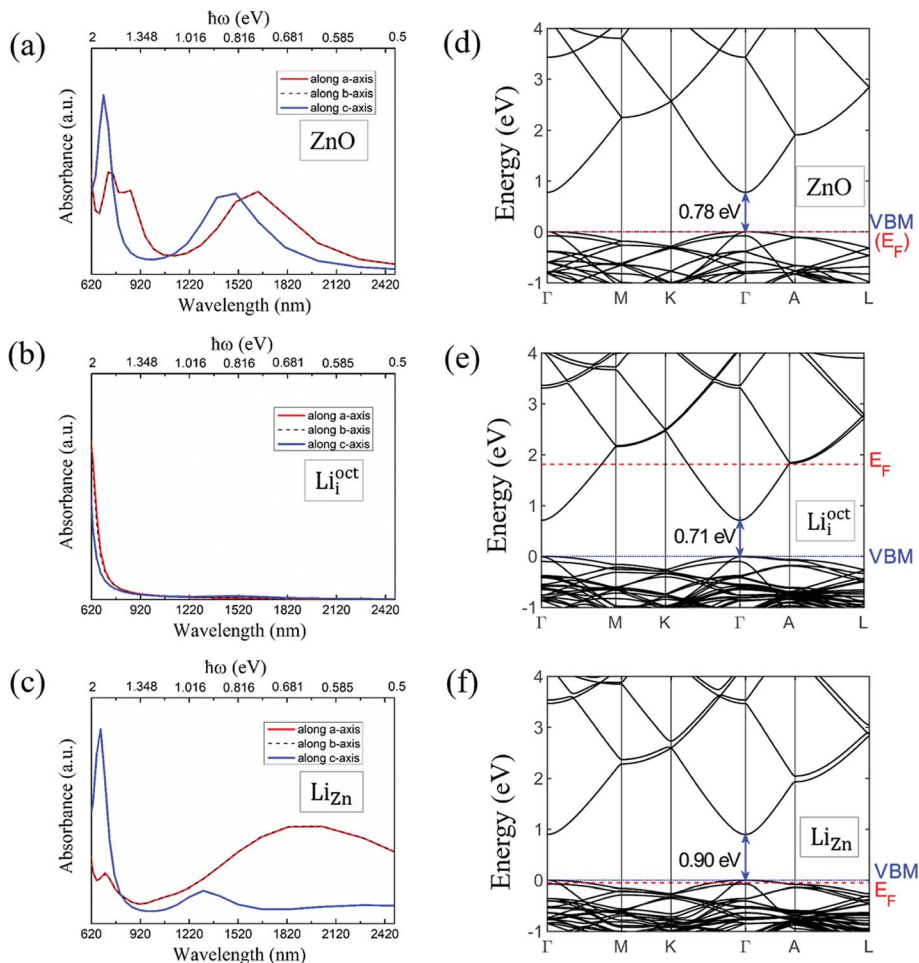 (a)
ħω (eV)
2 1.348 1.016 0.816 0.681 0.585 0.5
Absorbance (a.u.)
along a-axis
along b-axis
along c-axis
ZnO
620 920 1220 1520 1820 2120 2420
Wavelength (nm)
(d)
Energy (eV)
4
3
2
1
0
-1
0.78 eV
ZnO
VBM
(E_F)
Γ M K Γ A L
(b)
ħω (eV)
2 1.348 1.016 0.816 0.681 0.585 0.5
Absorbance (a.u.)
along a-axis
along b-axis
along c-axis
Li_i^oct
620 920 1220 1520 1820 2120 2420
Wavelength (nm)
(e)
Energy (eV)
4
3
2
1
0
-1
E_F
0.71 eV
Li_i^oct
VBM
Γ M K Γ A L
(c)
ħω (eV)
2 1.348 1.016 0.816 0.681 0.585 0.5
Absorbance (a.u.)
along a-axis
along b-axis
along c-axis
Li_Zn
620 920 1220 1520 1820 2120 2420
Wavelength (nm)
(f)
Energy (eV)
4
3
2
1
0
-1
0.90 eV
Li_Zn
VBM
E_F
Γ M K Γ A L